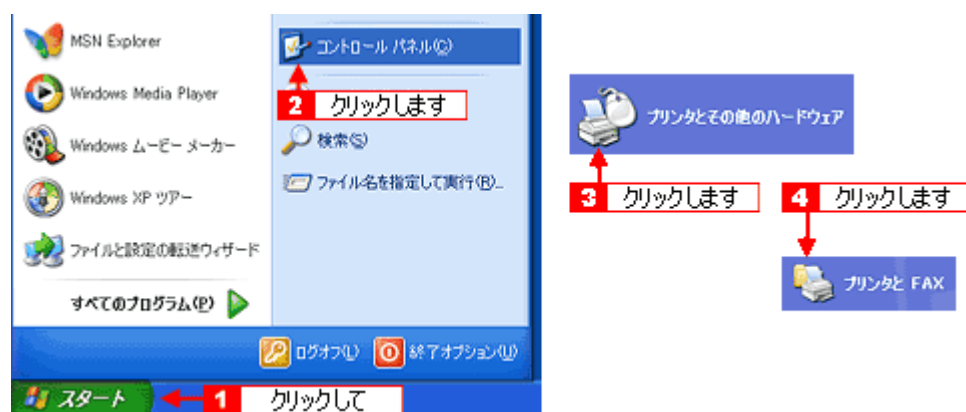 MSN Explorer
Windows Media Player
Windows ムービー メーカー
Windows XP ツアー
ファイルと設定の転送ウィザード
すべてのプログラム(P)
コントロール パネル(C)
2 クリックします
検索(S)
ファイル名を指定して実行(R)...
ログオフ(L)
終了オプション(U)
スタート
1 クリックして
プリンタとその他のハードウェア
3 クリックします
4 クリックします
プリンタと FAX